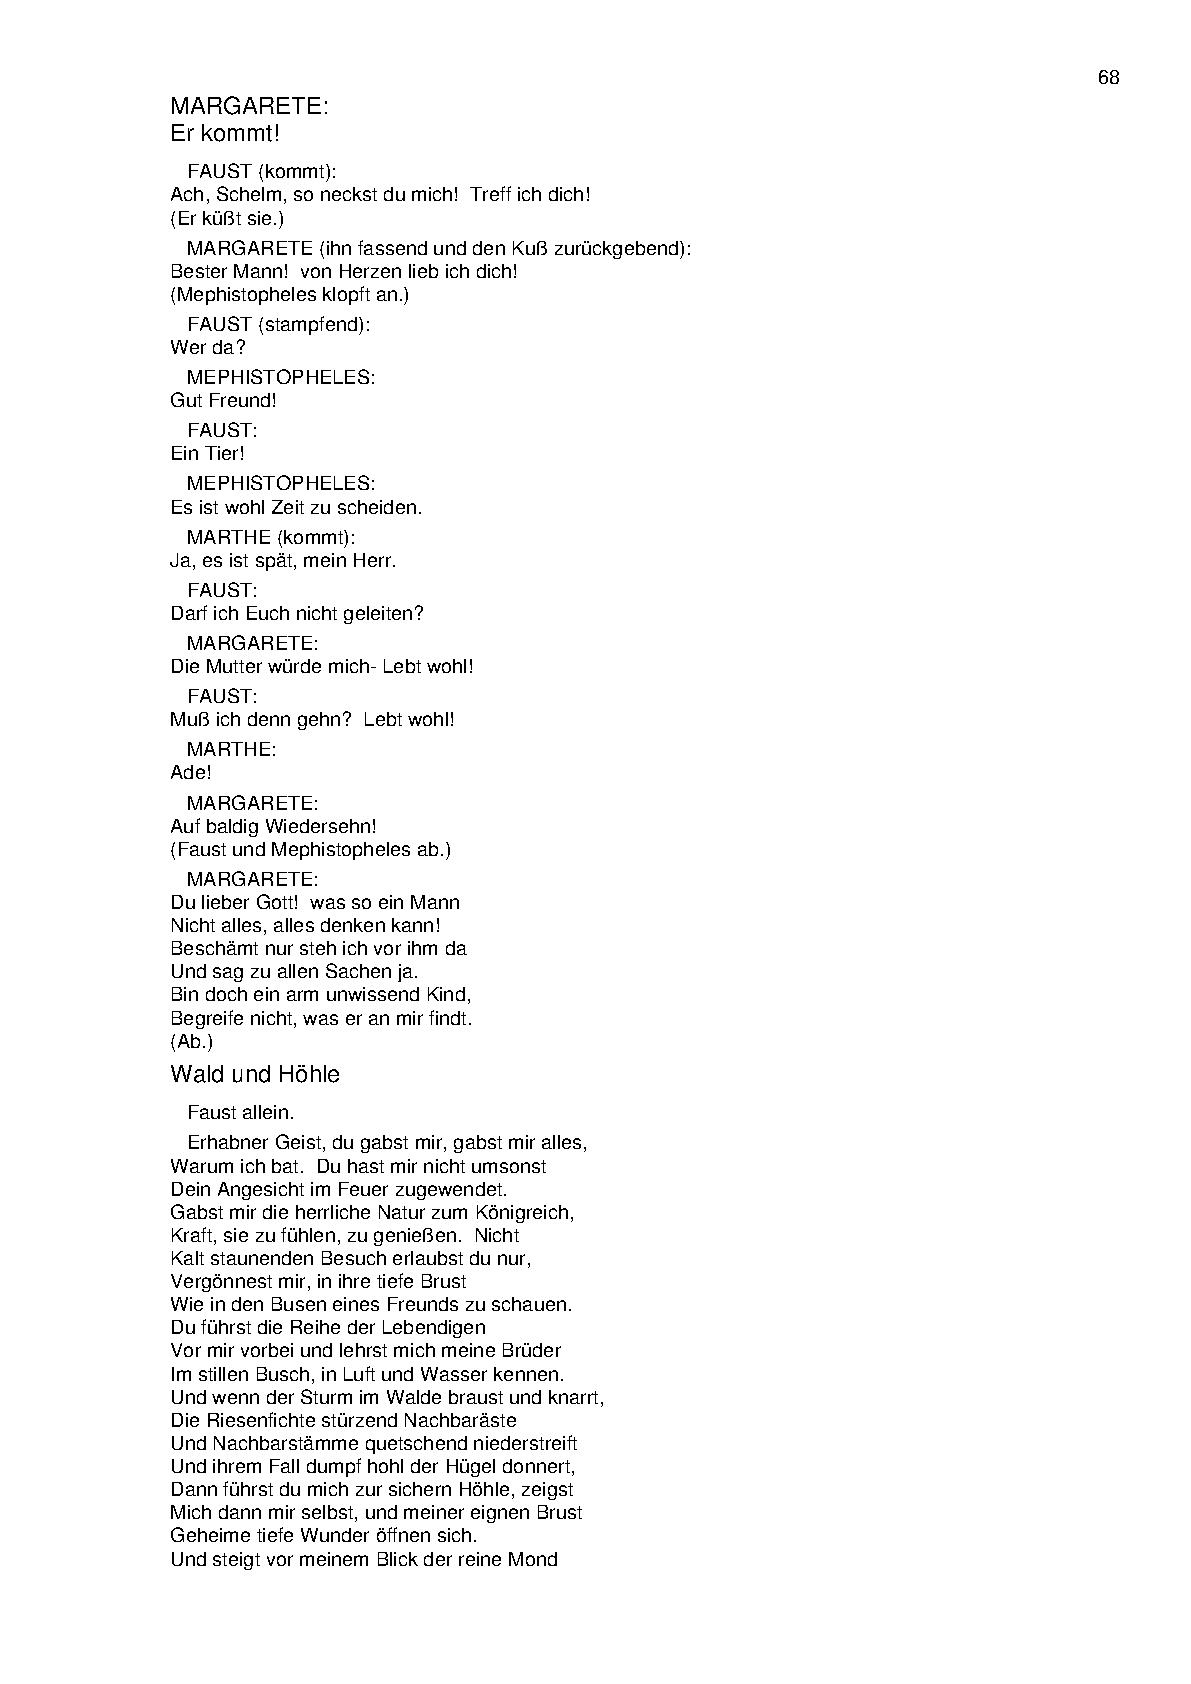 68
MARGARETE:
Er kommt!
FAUST (kommt):
Ach, Schelm, so neckst du mich!  Treff ich dich!
(Er küßt sie.)
MARGARETE (ihn fassend und den Kuß zurückgebend):
Bester Mann!  von Herzen lieb ich dich!
(Mephistopheles klopft an.)
FAUST (stampfend):
Wer da?
MEPHISTOPHELES:
Gut Freund!
FAUST:
Ein Tier!
MEPHISTOPHELES:
Es ist wohl Zeit zu scheiden.
MARTHE (kommt):
Ja, es ist spät, mein Herr.
FAUST:
Darf ich Euch nicht geleiten?
MARGARETE:
Die Mutter würde mich- Lebt wohl!
FAUST:
Muß ich denn gehn?  Lebt wohl!
MARTHE:
Ade!
MARGARETE:
Auf baldig Wiedersehn!
(Faust und Mephistopheles ab.)
MARGARETE:
Du lieber Gott!  was so ein Mann
Nicht alles, alles denken kann!
Beschämt nur steh ich vor ihm da
Und sag zu allen Sachen ja.
Bin doch ein arm unwissend Kind,
Begreife nicht, was er an mir findt.
(Ab.)
Wald und Höhle
Faust allein.
Erhabner Geist, du gabst mir, gabst mir alles,
Warum ich bat.  Du hast mir nicht umsonst
Dein Angesicht im Feuer zugewendet.
Gabst mir die herrliche Natur zum Königreich,
Kraft, sie zu fühlen, zu genießen.  Nicht
Kalt staunenden Besuch erlaubst du nur,
Vergönnest mir, in ihre tiefe Brust
Wie in den Busen eines Freunds zu schauen.
Du führst die Reihe der Lebendigen
Vor mir vorbei und lehrst mich meine Brüder
Im stillen Busch, in Luft und Wasser kennen.
Und wenn der Sturm im Walde braust und knarrt,
Die Riesenfichte stürzend Nachbaräste
Und Nachbarstämme quetschend niederstreift
Und ihrem Fall dumpf hohl der Hügel donnert,
Dann führst du mich zur sichern Höhle, zeigst
Mich dann mir selbst, und meiner eignen Brust
Geheime tiefe Wunder öffnen sich.
Und steigt vor meinem Blick der reine Mond